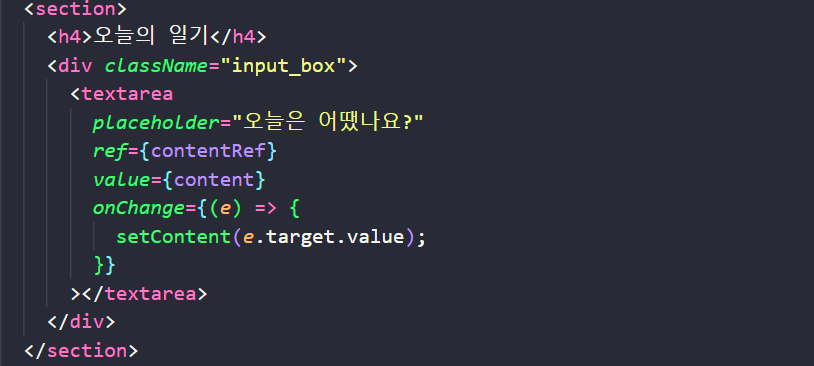 <section>
<h4>오늘의 일기</h4>
<div className="input_box">
<textarea
placeholder="오늘은 어땠나요?"
ref={contentRef}
value={content}
onChange={(e) => {
setContent(e.target.value);
}}
></textarea>
</div>
</section>